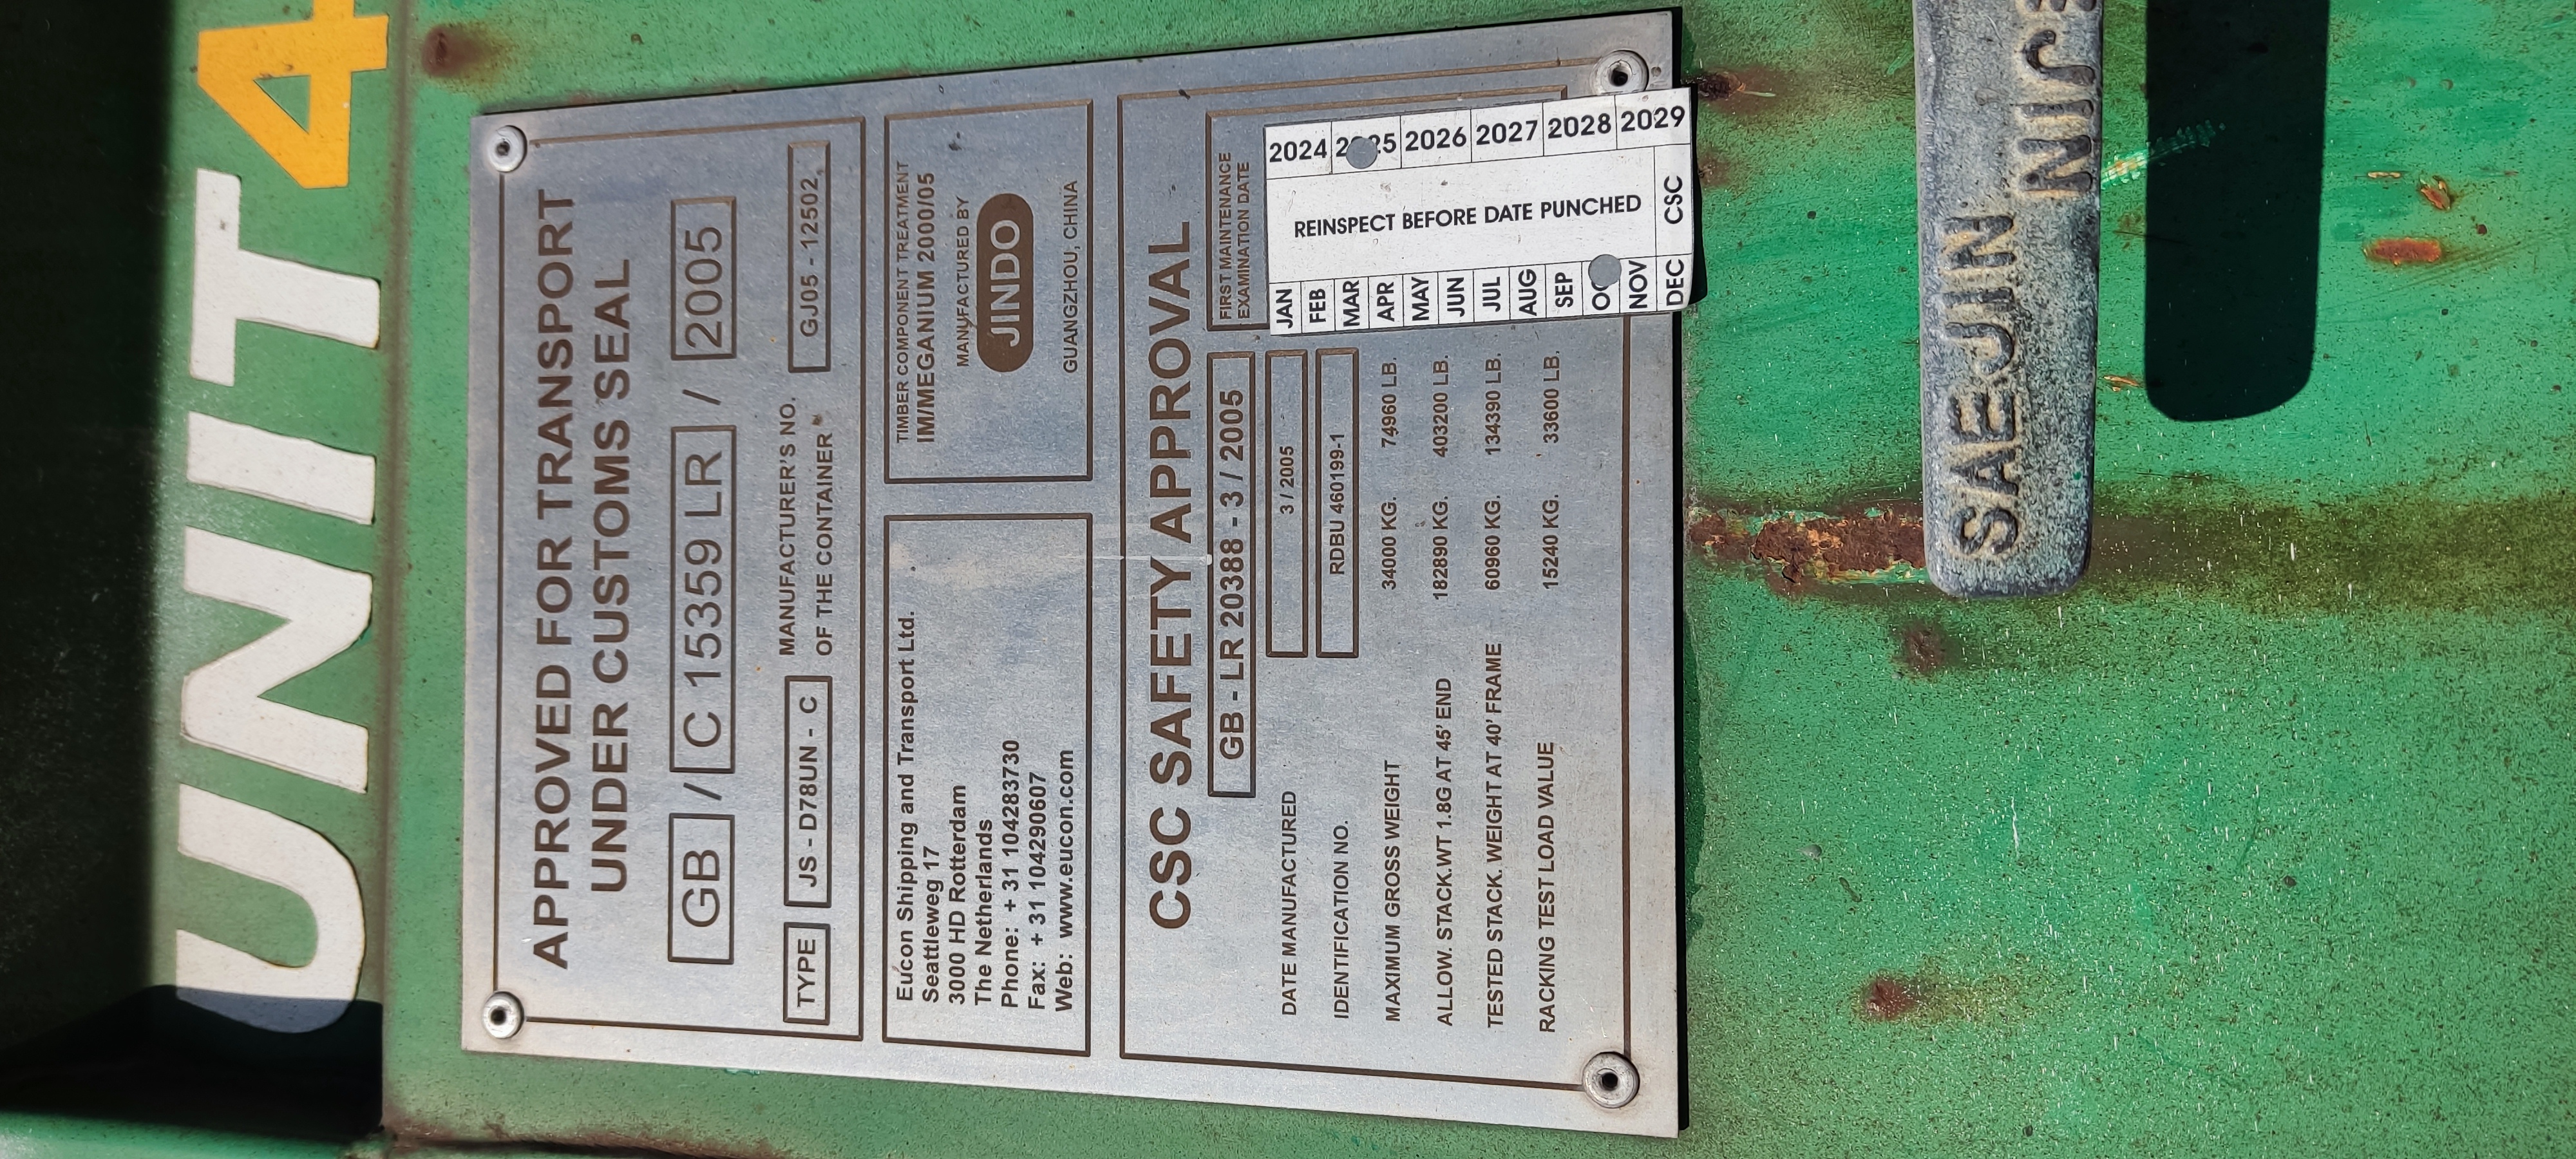 UNIT4
APPROVED FOR TRANSPORT
UNDER CUSTOMS SEAL
GB / C 15359 LR / 2005
TYPE JS - D78UN - C MANUFACTURER'S NO. OF THE CONTAINER GJ05 - 12502
Eucon Shipping and Transport Ltd.
Seattleweg 17
3000 HD Rotterdam
The Netherlands
Phone: + 31 104283730
Fax: + 31 104290607
Web: www.eucon.com
TIMBER COMPONENT TREATMENT
IM/MEGANIUM 2000/05
MANUFACTURED BY
JINDO
GUANGZHOU, CHINA
CSC SAFETY APPROVAL
GB - LR 20388 - 3 / 2005
DATE MANUFACTURED 3 / 2005
IDENTIFICATION NO. RDBU 460199-1
MAXIMUM GROSS WEIGHT 34000 KG. 74960 LB.
ALLOW. STACK.WT 1.8G AT 45' END 182890 KG. 403200 LB.
TESTED STACK. WEIGHT AT 40' FRAME 60960 KG. 134390 LB.
RACKING TEST LOAD VALUE 15240 KG. 33600 LB.
FIRST MAINTENANCE
EXAMINATION DATE
2024 2026 2027 2028 2029
REINSPECT BEFORE DATE PUNCHED
CSC
JAN FEB MAR APR MAY JUN JUL AUG SEP NOV DEC
SAEJIN